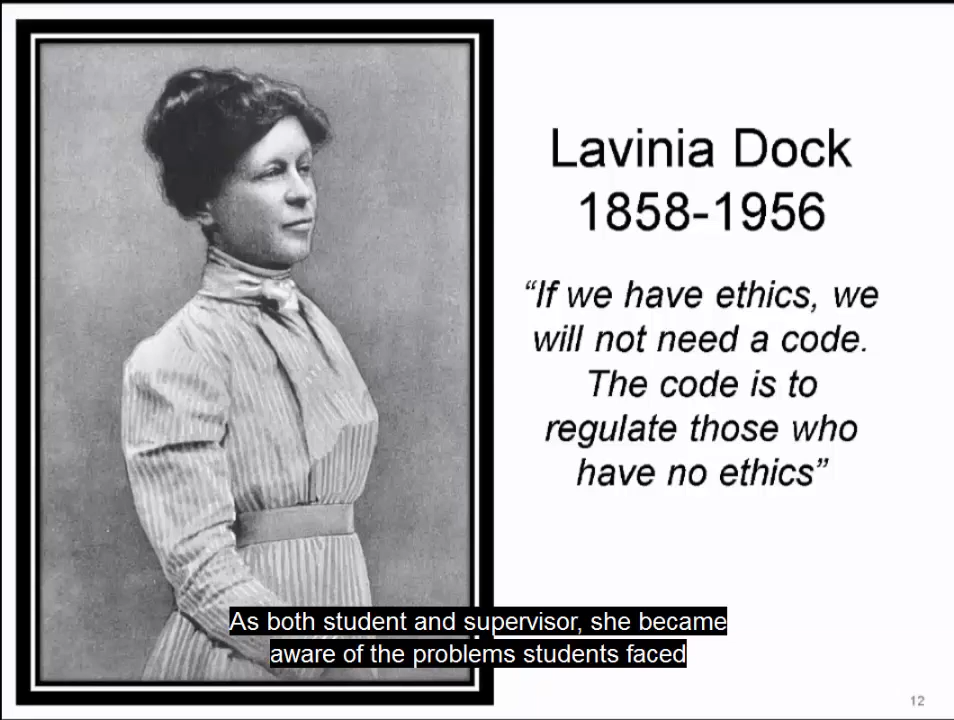 Lavinia Dock
1858-1956
“If we have ethics, we
will not need a code.
The code is to
regulate those who
have no ethics”
As both student and supervisor, she became
aware of the problems students faced
12